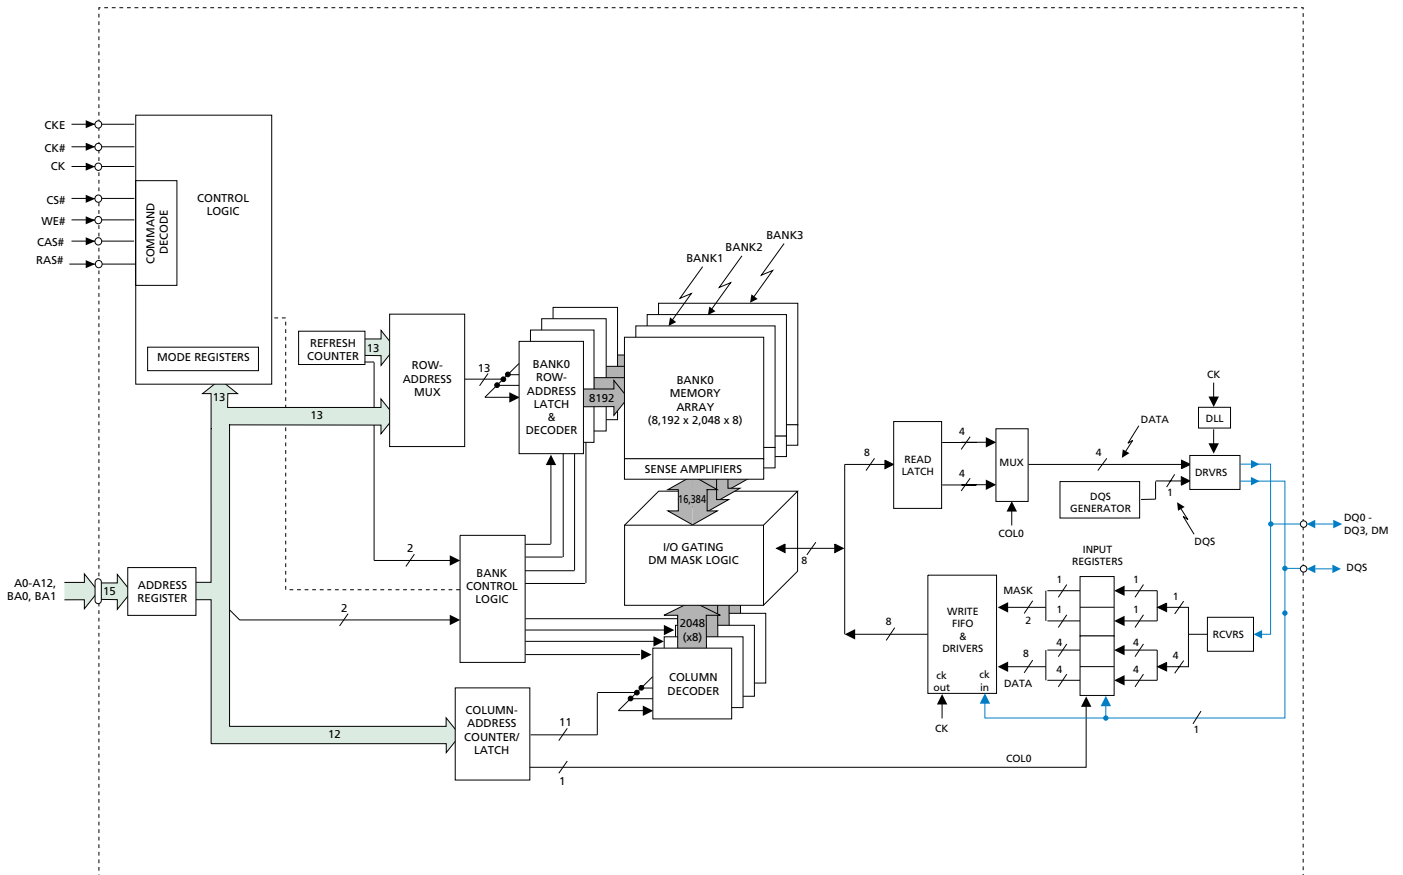 CKE
CK#
CK
CS#
WE#
CAS#
RAS#
COMMAND
DECODE
CONTROL
LOGIC
MODE REGISTERS
BANK3
BANK2
BANK1
REFRESH
COUNTER
13
ROW-
ADDRESS
MUX
13
13
13
BANK0
ROW-
ADDRESS
LATCH
&
DECODER
8192
BANK0
MEMORY
ARRAY
(8,192 x 2,048 x 8)
SENSE AMPLIFIERS
16,384
I/O GATING
DM MASK LOGIC
8
2
2
BANK
CONTROL
LOGIC
A0-A12,
BA0, BA1
15
ADDRESS
REGISTER
2048
(x8)
COLUMN
DECODER
12
COLUMN-
ADDRESS
COUNTER/
LATCH
11
1
COL0
8
READ
LATCH
4
4
MUX
COL0
4
DATA
CK
DLL
DRVRS
DQS
GENERATOR
1
DQS
DQ0 -
DQ3, DM
DQS
INPUT
REGISTERS
8
WRITE
FIFO
&
DRIVERS
ck
out
ck
in
CK
MASK
2
8
DATA
1
1
4
4
1
1
4
4
1
4
RCVRS
1